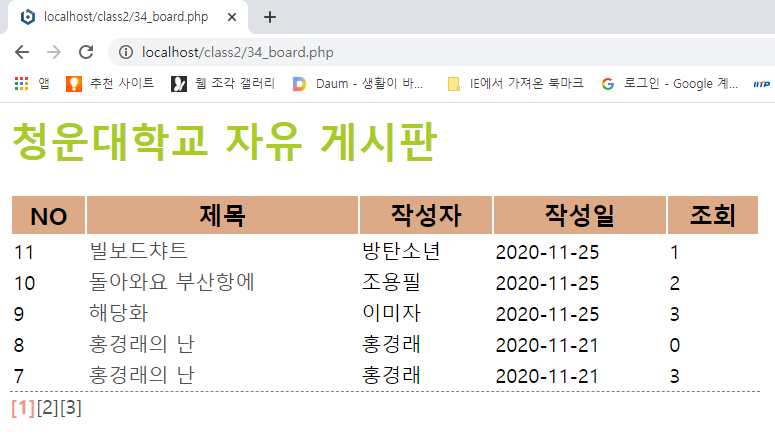 localhost/class2/34_board.php
localhost/class2/34_board.php
앱 추천 사이트 웹 조각 갤러리 Daum - 생활이 바... IE에서 가져온 북마크 로그인 - Google 계... IITP
청운대학교 자유 게시판
NO 제목 작성자 작성일 조회
11 빌보드챠트 방탄소년 2020-11-25 1
10 돌아와요 부산항에 조용필 2020-11-25 2
9 해당화 이미자 2020-11-25 3
8 홍경래의 난 홍경래 2020-11-21 0
7 홍경래의 난 홍경래 2020-11-21 3
[1][2][3]